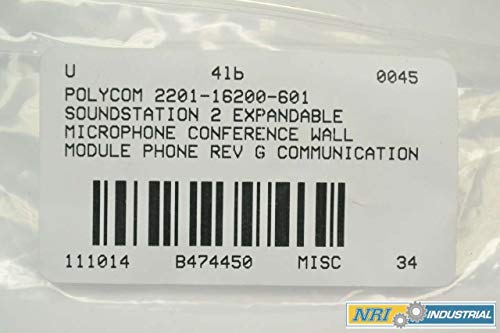 U 4lb 0045
POLYCOM 2201-16200-601
SOUNDSTATION 2 EXPANDABLE
MICROPHONE CONFERENCE WALL
MODULE PHONE REV G COMMUNICATION
111014 B474450 MISC 34
NRI INDUSTRIAL